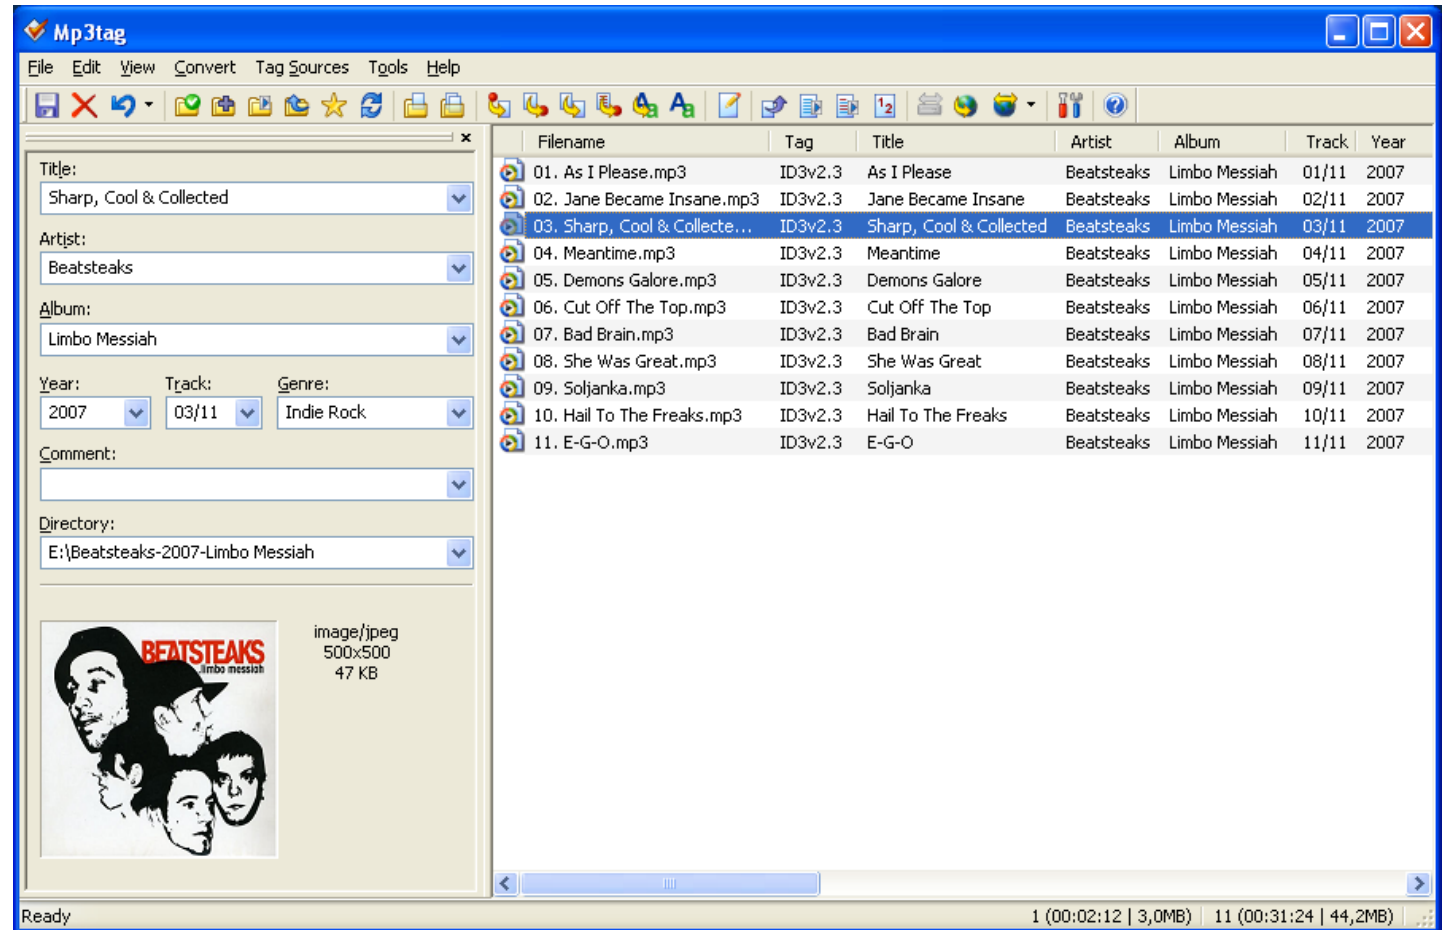 Mp3tag
File Edit View Convert Tag Sources Tools Help
Title:
Sharp, Cool & Collected
Artist:
Beatsteaks
Album:
Limbo Messiah
Year: Track: Genre:
2007 03/11 Indie Rock
Comment:
Directory:
E:\Beatsteaks-2007-Limbo Messiah
BEATSTEAKS
.limbo messiah
image/jpeg
500x500
47 KB
Filename Tag Title Artist Album Track Year
01. As I Please.mp3 ID3v2.3 As I Please Beatsteaks Limbo Messiah 01/11 2007
02. Jane Became Insane.mp3 ID3v2.3 Jane Became Insane Beatsteaks Limbo Messiah 02/11 2007
03. Sharp, Cool & Collecte... ID3v2.3 Sharp, Cool & Collected Beatsteaks Limbo Messiah 03/11 2007
04. Meantime.mp3 ID3v2.3 Meantime Beatsteaks Limbo Messiah 04/11 2007
05. Demons Galore.mp3 ID3v2.3 Demons Galore Beatsteaks Limbo Messiah 05/11 2007
06. Cut Off The Top.mp3 ID3v2.3 Cut Off The Top Beatsteaks Limbo Messiah 06/11 2007
07. Bad Brain.mp3 ID3v2.3 Bad Brain Beatsteaks Limbo Messiah 07/11 2007
08. She Was Great.mp3 ID3v2.3 She Was Great Beatsteaks Limbo Messiah 08/11 2007
09. Soljanka.mp3 ID3v2.3 Soljanka Beatsteaks Limbo Messiah 09/11 2007
10. Hail To The Freaks.mp3 ID3v2.3 Hail To The Freaks Beatsteaks Limbo Messiah 10/11 2007
11. E-G-O.mp3 ID3v2.3 E-G-O Beatsteaks Limbo Messiah 11/11 2007
Ready 1 (00:02:12 | 3,0MB) 11 (00:31:24 | 44,2MB)